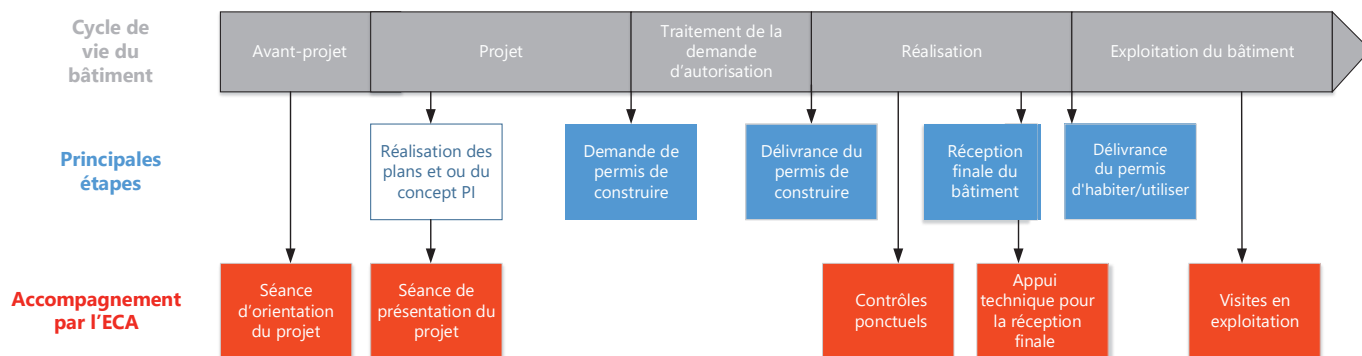 Cycle de
vie du
bâtiment
Avant-projet
Projet
Traitement de la
demande
d'autorisation
Réalisation
Exploitation du bâtiment
Principales
étapes
Réalisation des
plans et ou du
concept PI
Demande de
permis de
construire
Délivrance du
permis de
construire
Réception
finale du
bâtiment
Délivrance
du permis
d'habiter/utiliser
Accompagnement
par l'ECA
Séance
d'orientation
du projet
Séance de
présentation du
projet
Contrôles
ponctuels
Appui
technique pour
la réception
finale
Visites en
exploitation